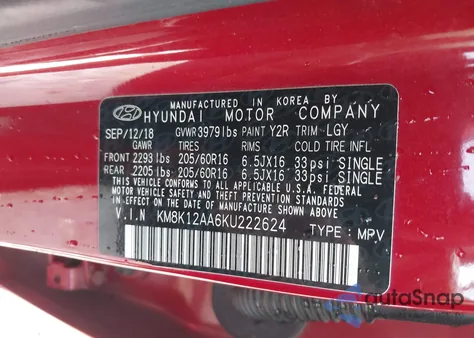 MANUFACTURED IN KOREA BY
HYUNDAI MOTOR COMPANY
SEP/12/18 GVWR 3979lbs PAINT Y2R TRIM LGY
GAWR TIRES RIMS COLD TIRE INFL
FRONT 2293 lbs 205/60R16 6.5JX16 33psi SINGLE
REAR 2205 lbs 205/60R16 6.5JX16 33psi SINGLE
THIS VEHICLE CONFORMS TO ALL APPLICABLE U.S.A. FEDERAL
MOTOR VEHICLE SAFETY AND THEFT PREVENTION STANDARDS IN
EFFECT ON THE DATE OF MANUFACTURE SHOWN ABOVE.
V.I.N KM8K12AA6KU222624 TYPE: MPV
autoSnap